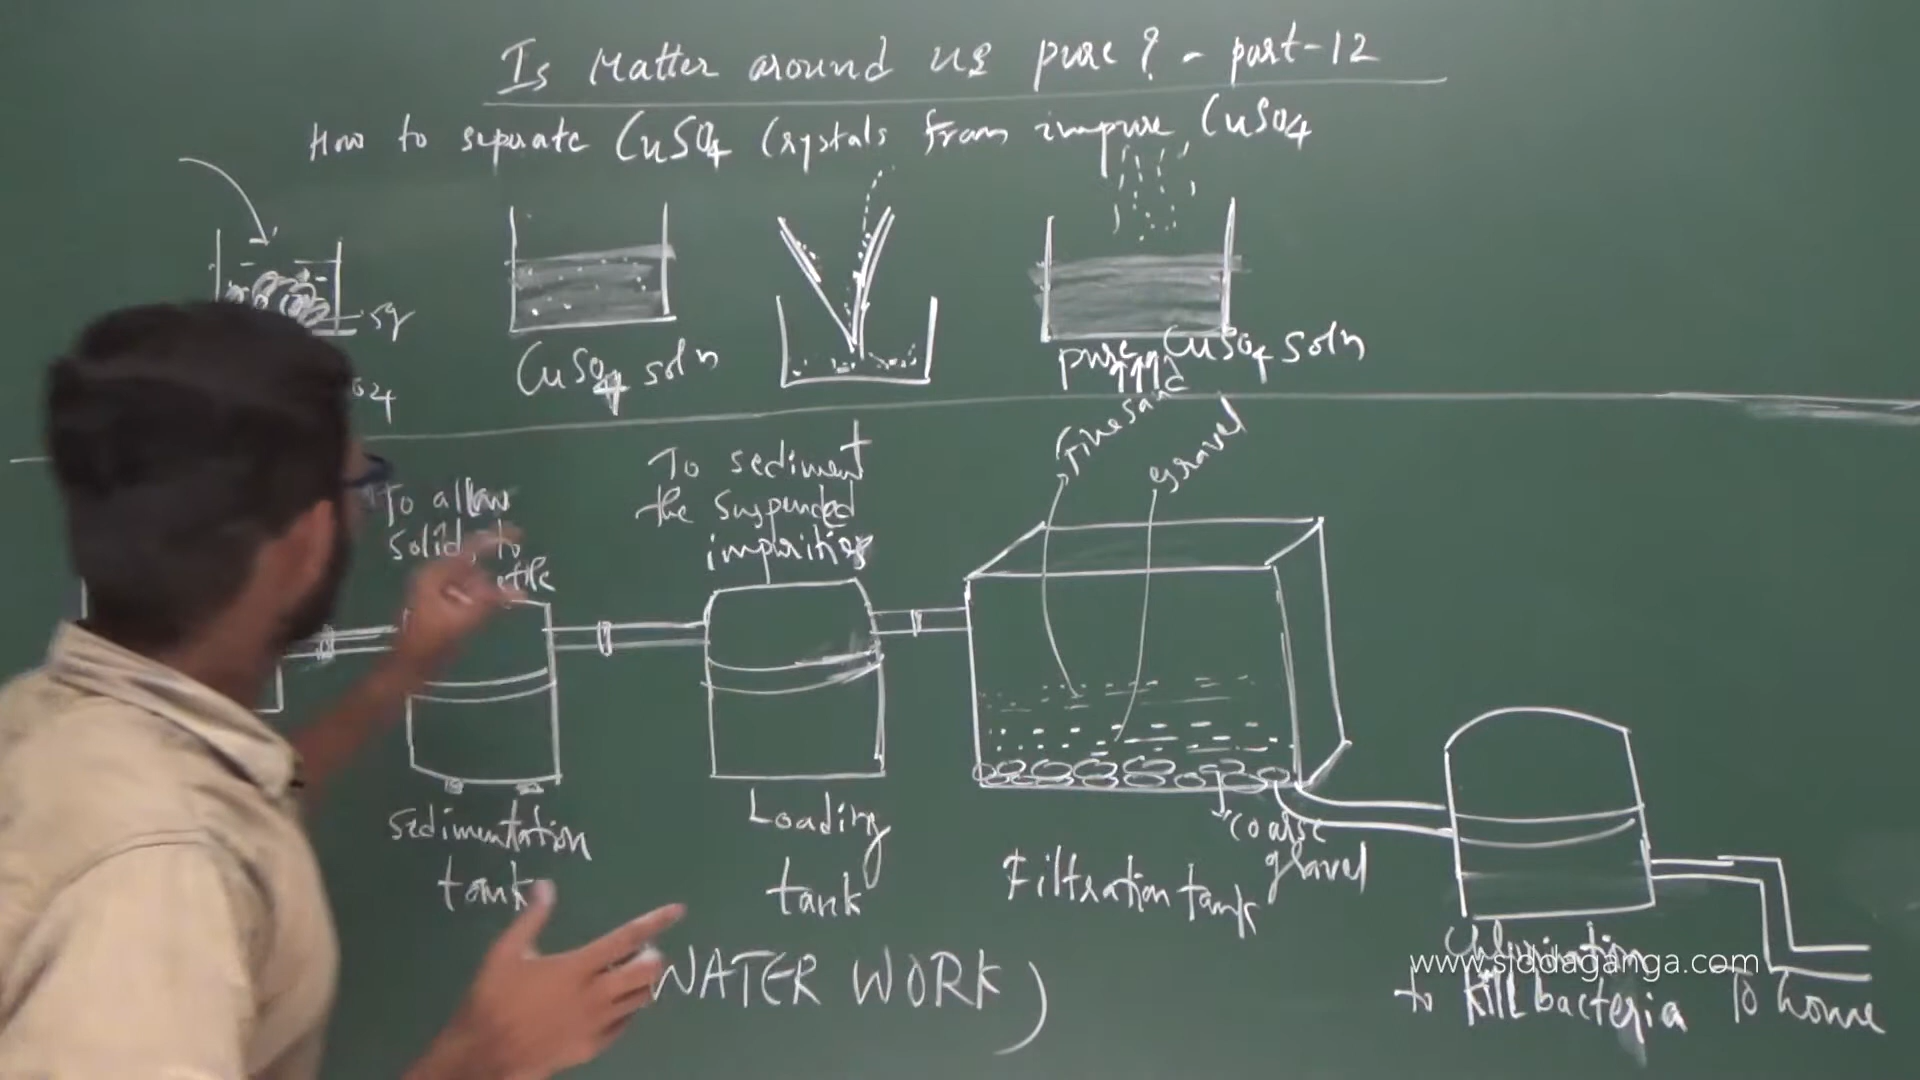 Is Matter around us pure? - part-12
How to separate CuSO4 Crystals from impure CuSO4
5g
CuSO4 soln
pure CuSO4 soln
To allow
solid, to
To sediment
the suspended
impurities
Fine sand
gravel
Sedimentation
tank
Loading
tank
coarse
gravel
Filtration tank
to kill bacteria
To home
WATER WORK)
www.siddaganga.com